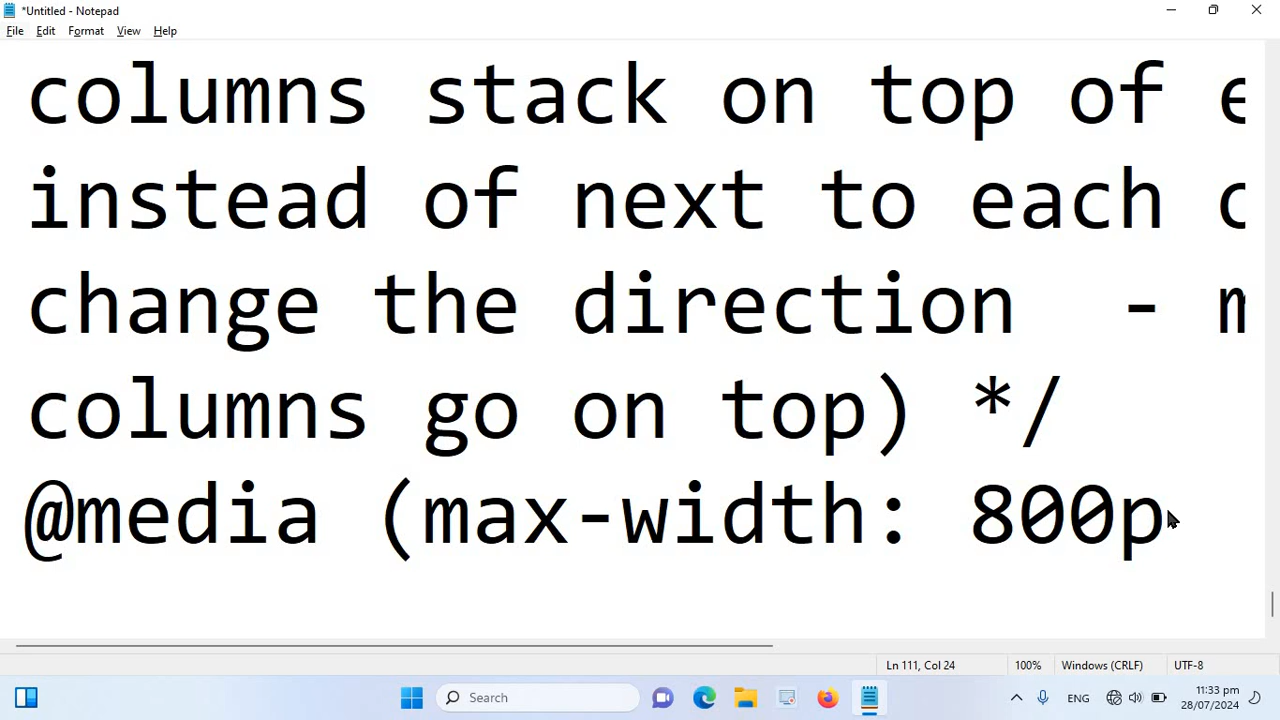 *Untitled - Notepad
File Edit Format View Help
columns stack on top of e
instead of next to each
change the direction  - m
columns go on top) */
@media (max-width: 800p
Ln 111, Col 24 100% Windows (CRLF) UTF-8
Search ENG 11:33 pm
28/07/2024